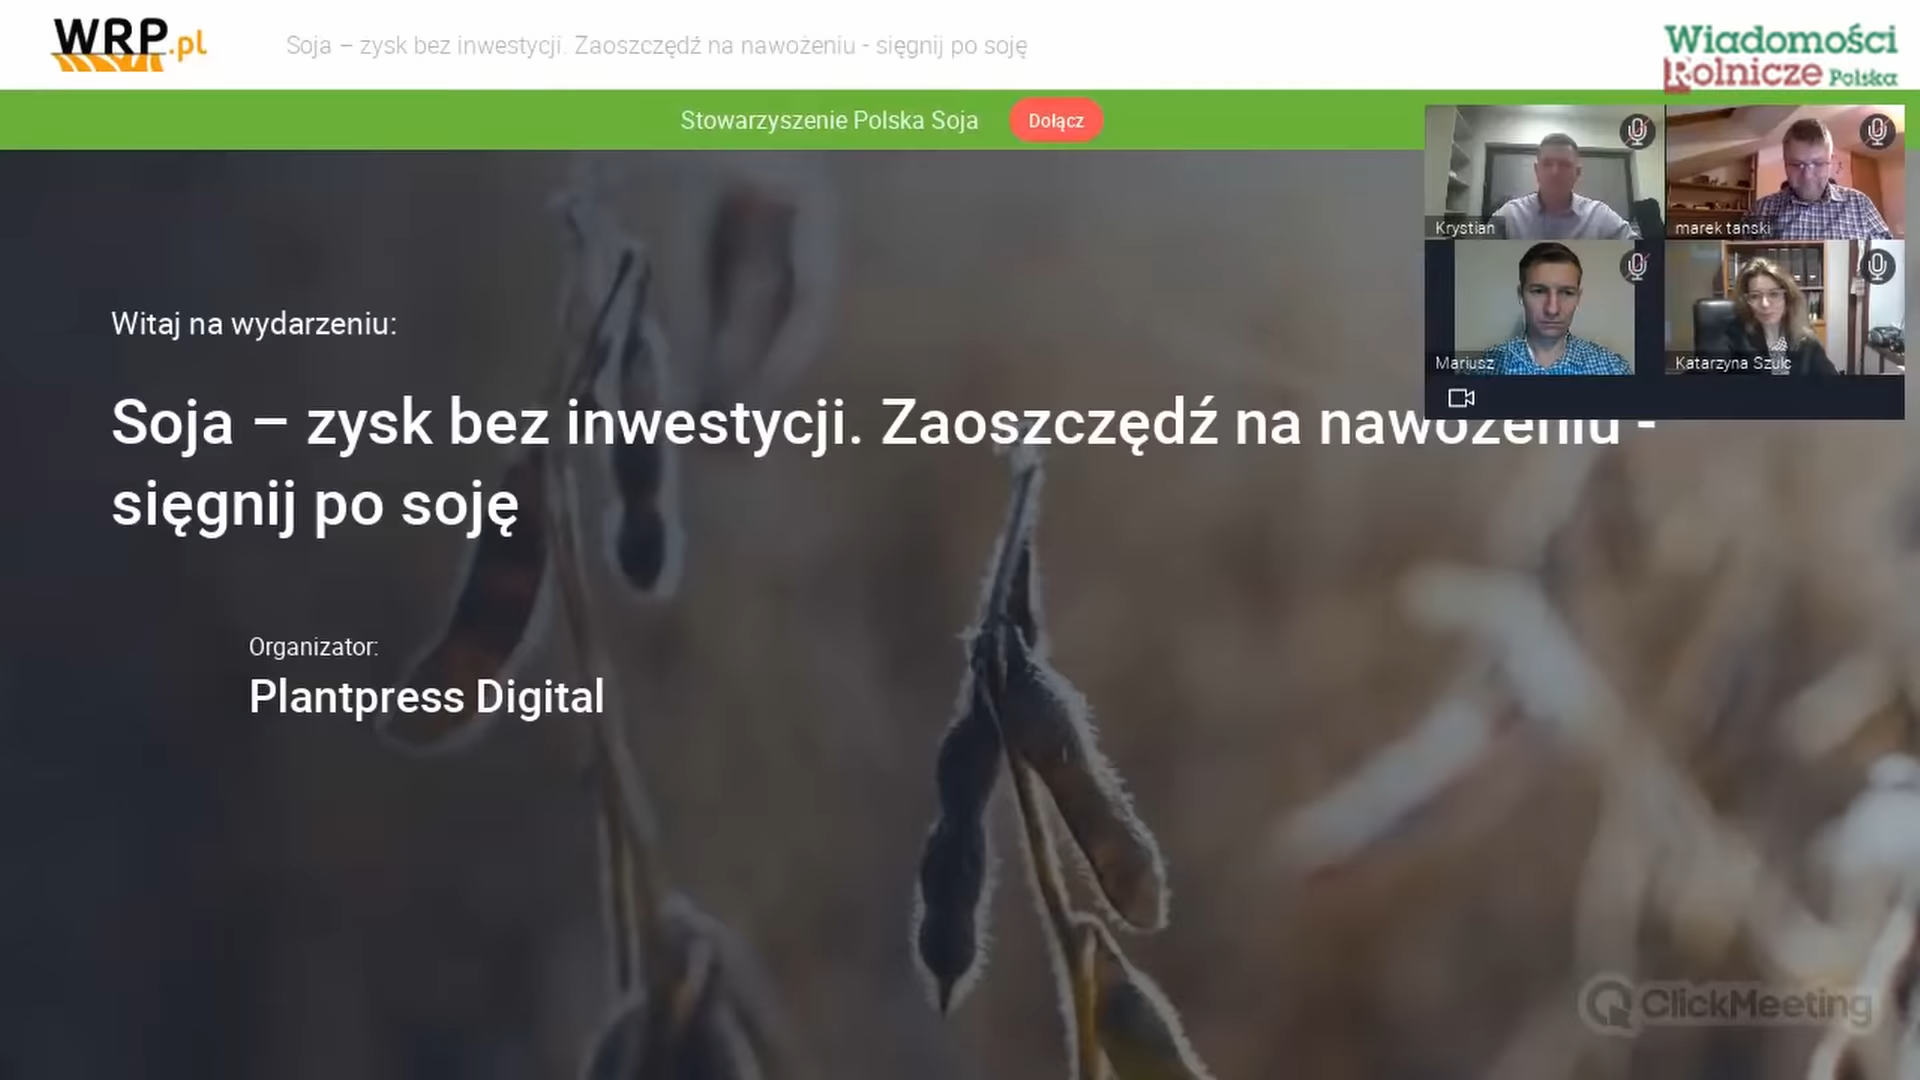 WRP.pl
Soja – zysk bez inwestycji. Zaoszczędź na nawożeniu - sięgnij po soję
Wiadomości
Rolnicze Polska
Stowarzyszenie Polska Soja
Dołącz
Krystian
marek tański
Mariusz
Katarzyna Szulc
Witaj na wydarzeniu:
Soja – zysk bez inwestycji. Zaoszczędź na nawożeniu -
sięgnij po soję
Organizator:
Plantpress Digital
ClickMeeting